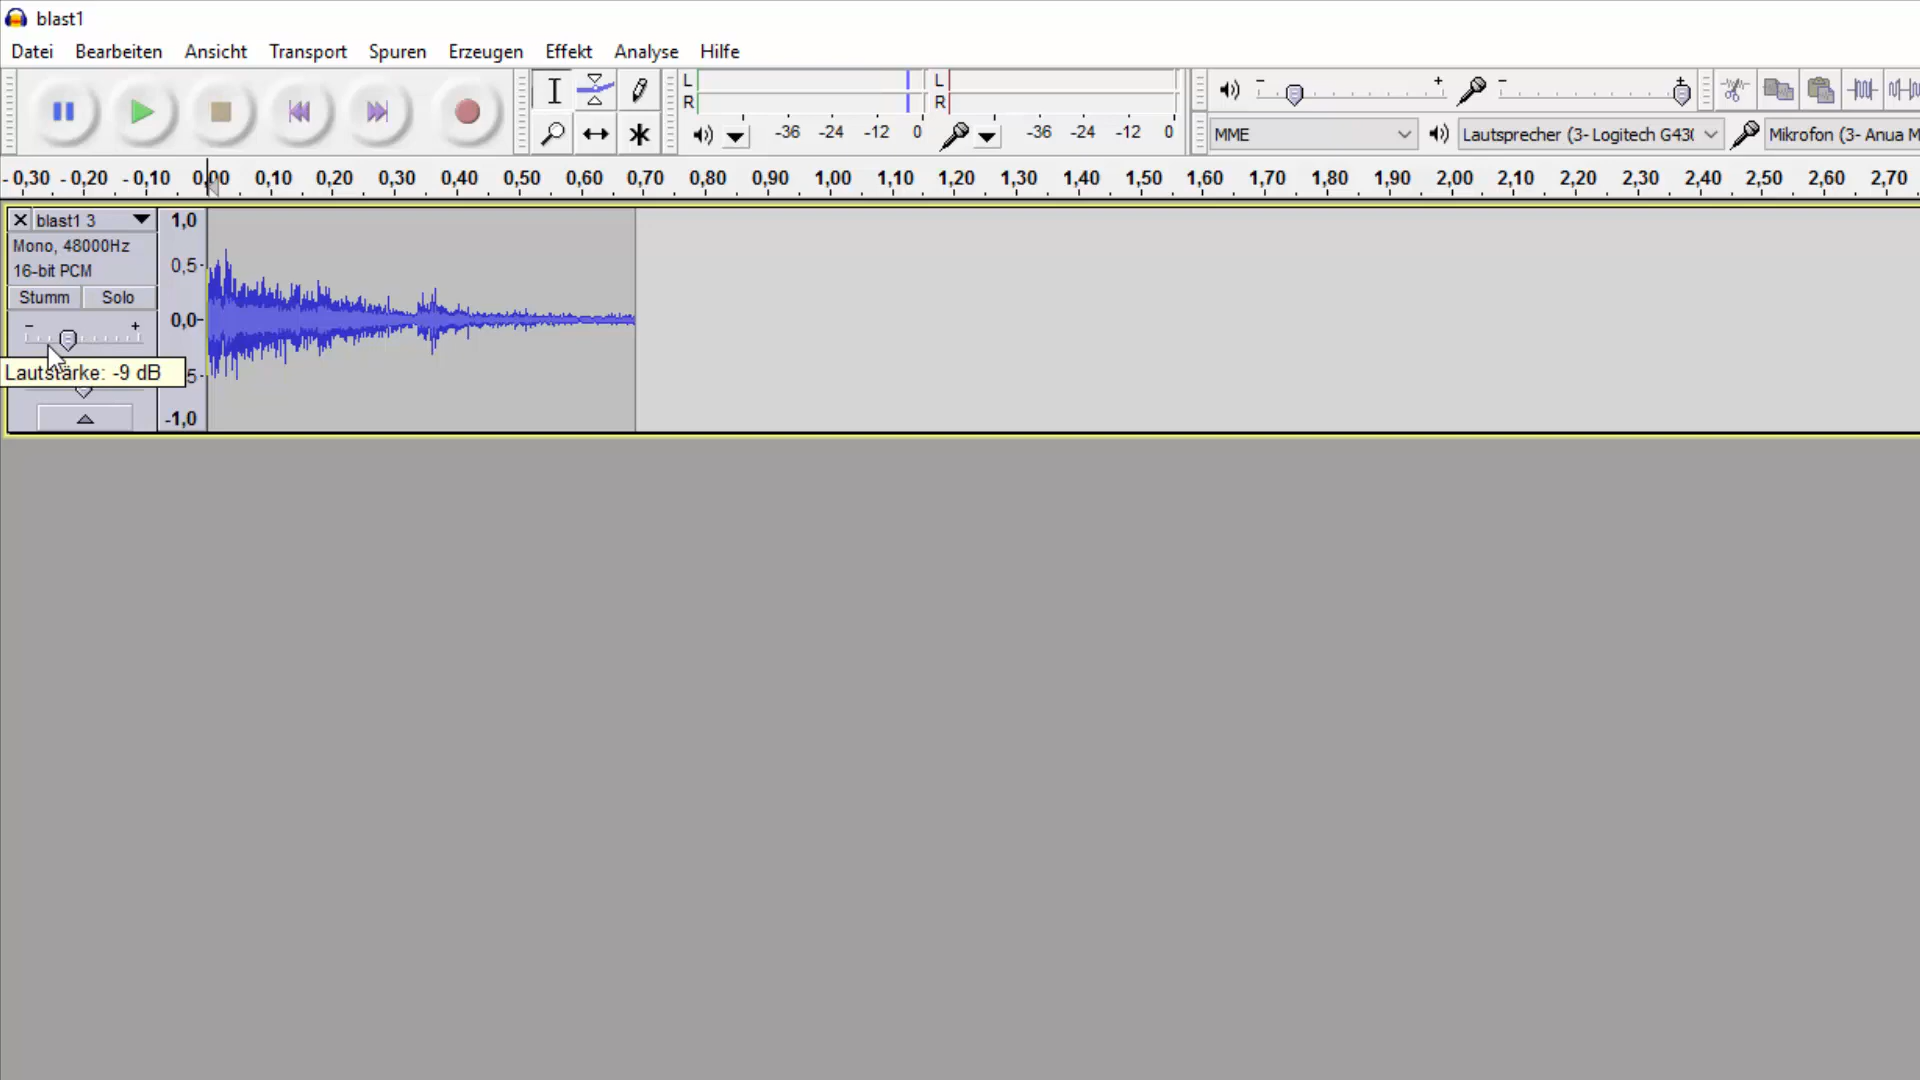 blast1
Datei Bearbeiten Ansicht Transport Spuren Erzeugen Effekt Analyse Hilfe
L L
R R
-36 -24 -12 0 -36 -24 -12 0
- + - +
MME Lautsprecher (3- Logitech G43( Mikrofon (3- Anua M
- 0,30 - 0,20 - 0,10 0,00 0,10 0,20 0,30 0,40 0,50 0,60 0,70 0,80 0,90 1,00 1,10 1,20 1,30 1,40 1,50 1,60 1,70 1,80 1,90 2,00 2,10 2,20 2,30 2,40 2,50 2,60 2,70
blast1 3 1,0
Mono, 48000Hz
16-bit PCM 0,5-
Stumm Solo
- + 0,0-
Lautstärke: -9 dB 5-
-1,0